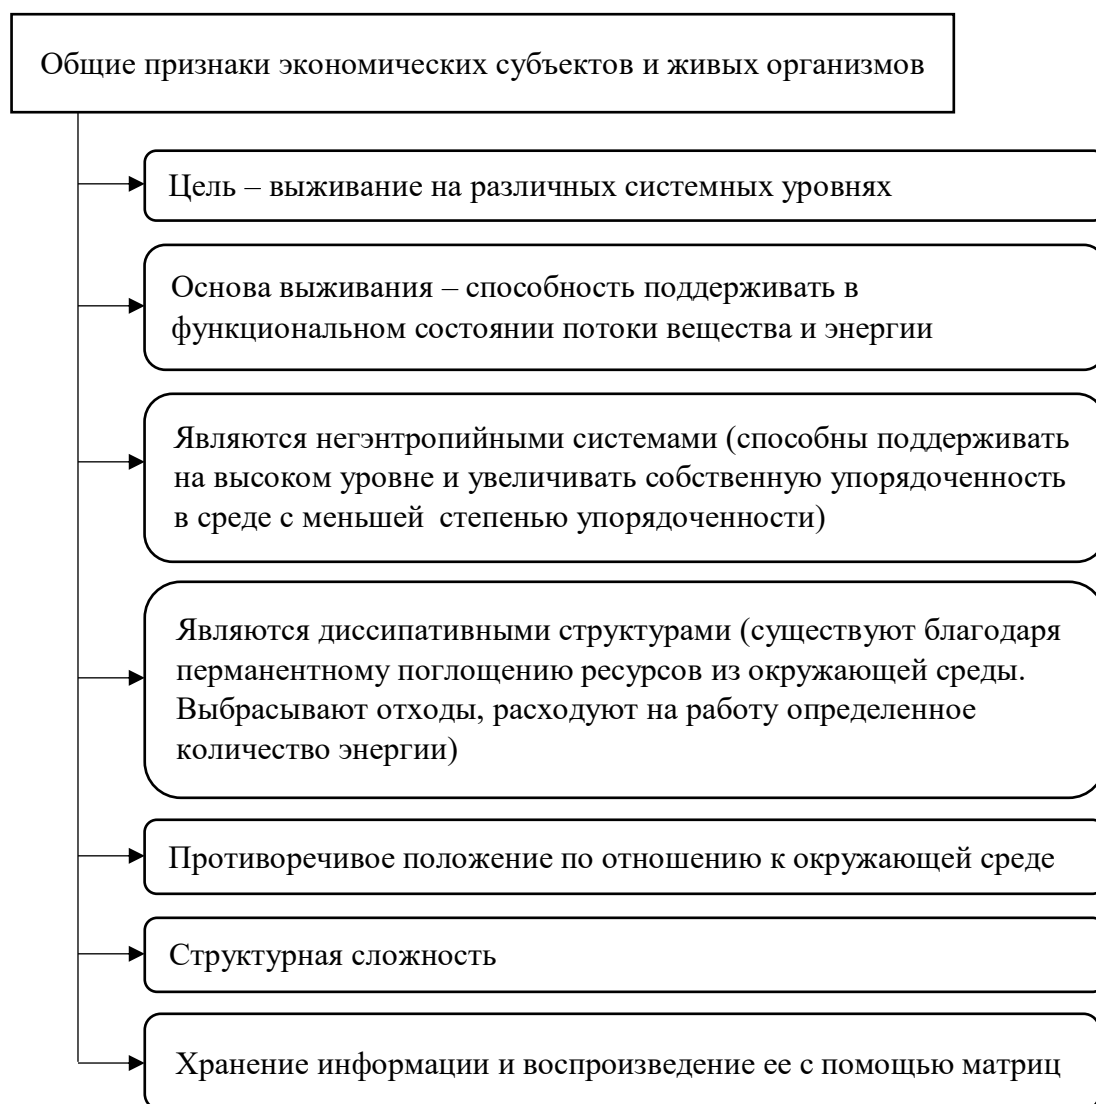 Общие признаки экономических субъектов и живых организмов
Цель – выживание на различных системных уровнях
Основа выживания – способность поддерживать в
функциональном состоянии потоки вещества и энергии
Являются негэнтропийными системами (способны поддерживать
на высоком уровне и увеличивать собственную упорядоченность
в среде с меньшей  степенью упорядоченности)
Являются диссипативными структурами (существуют благодаря
перманентному поглощению ресурсов из окружающей среды.
Выбрасывают отходы, расходуют на работу определенное
количество энергии)
Противоречивое положение по отношению к окружающей среде
Структурная сложность
Хранение информации и воспроизведение ее с помощью матриц